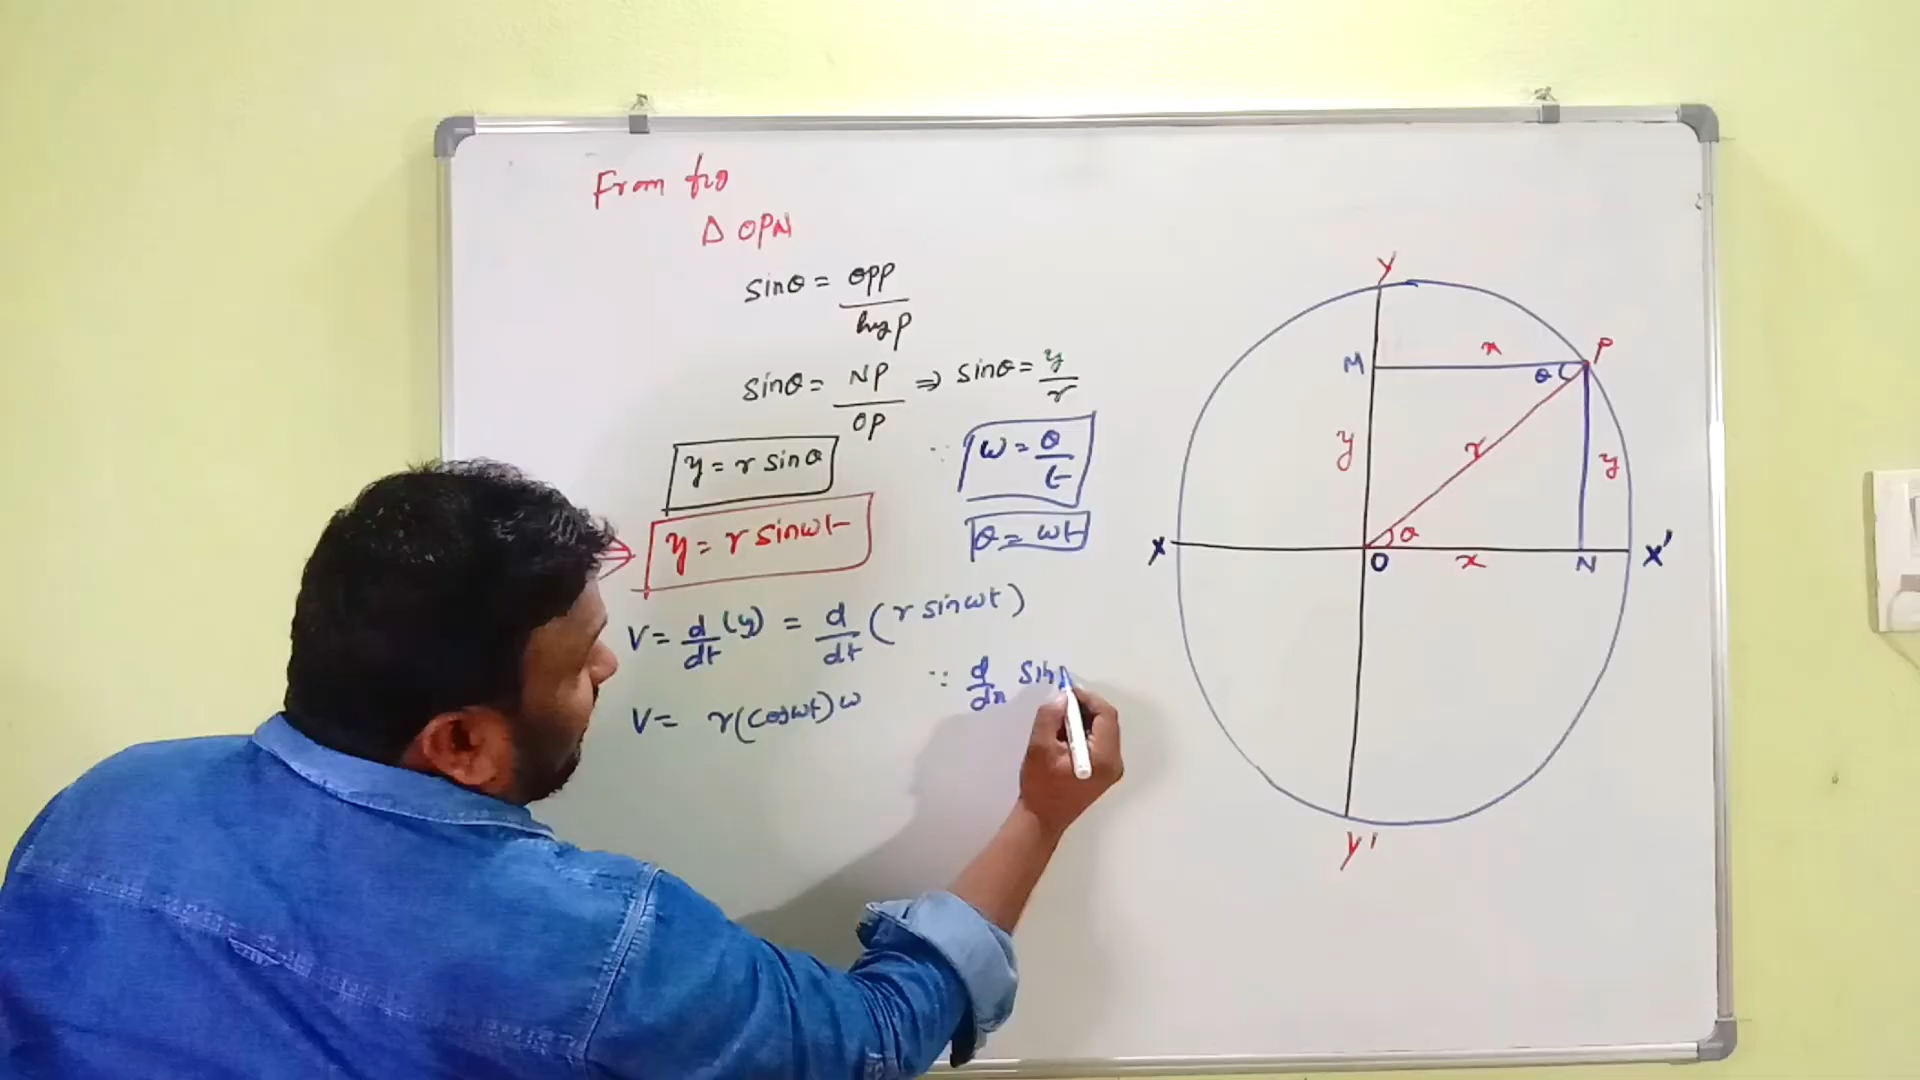 From fig
Δ OPN
sinθ = opp / hyp
sinθ = NP / OP ⇒ sinθ = y / r
y = r sinθ
∵ ω = θ / t
y = r sinωt
θ = ωt
V = d/dt (y) = d/dt (r sinωt)
V = r(cosωt)ω
∵ d/dx sin
Y
M
x
P
θ
y
r
y
X
O
θ
x
N
X'
Y'